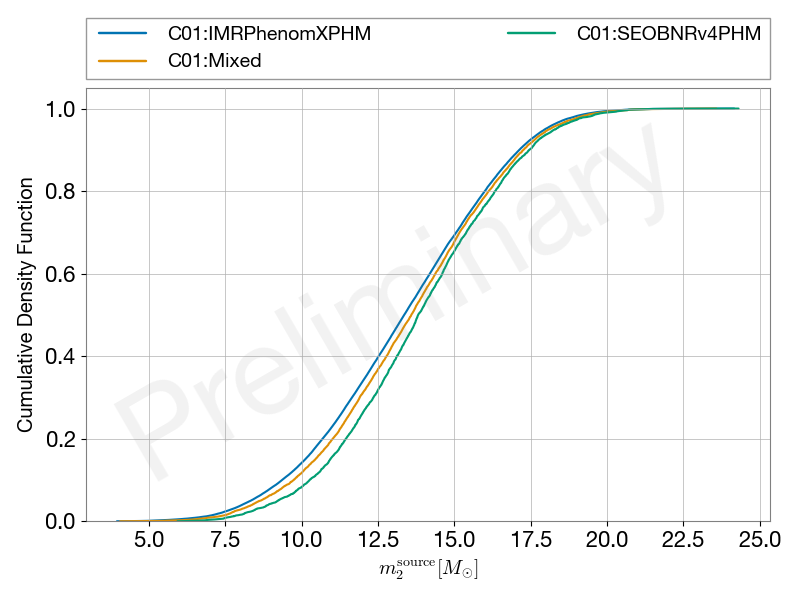 C01:IMRPhenomXPHM
C01:Mixed
C01:SEOBNRv4PHM
Cumulative Density Function
1.0
0.8
0.6
0.4
0.2
0.0
Preliminary
5.0 7.5 10.0 12.5 15.0 17.5 20.0 22.5 25.0
m₂^source [M☉]